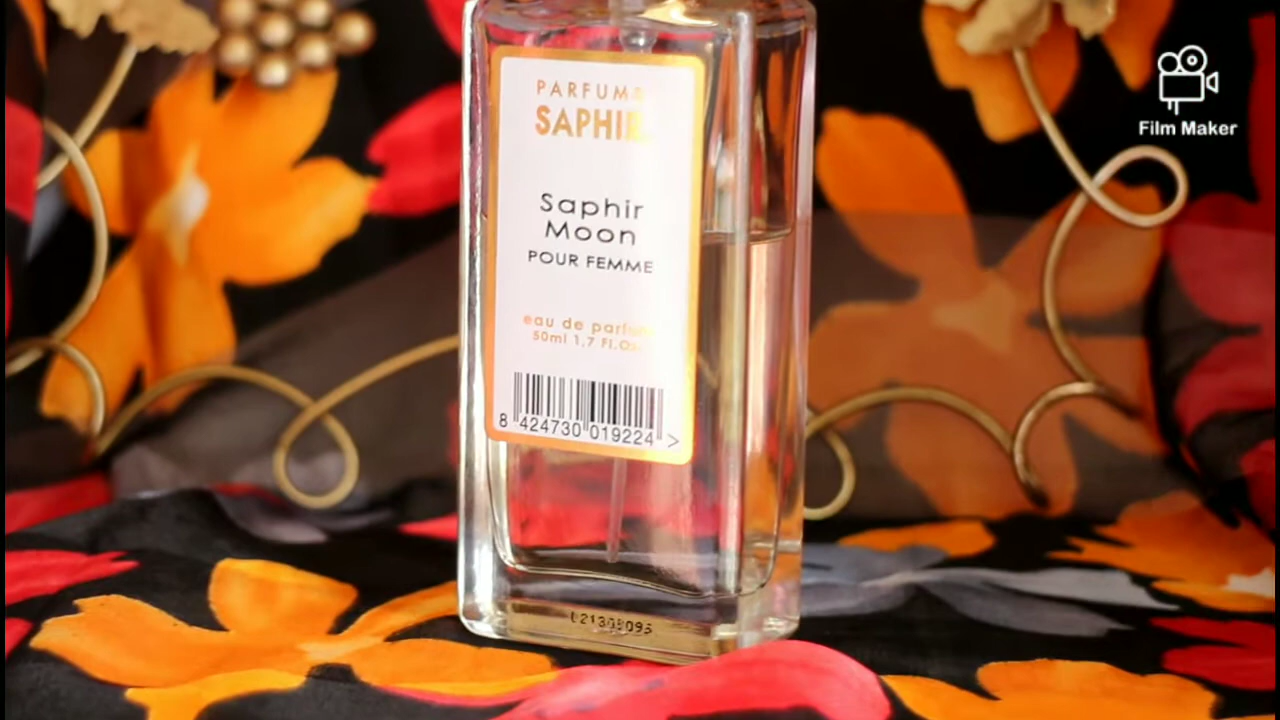 PARFUMS
SAPHIR
Saphir
Moon
POUR FEMME
eau de parfum
50ml 1.7 Fl.Oz.
8 424730 019224 >
Film Maker